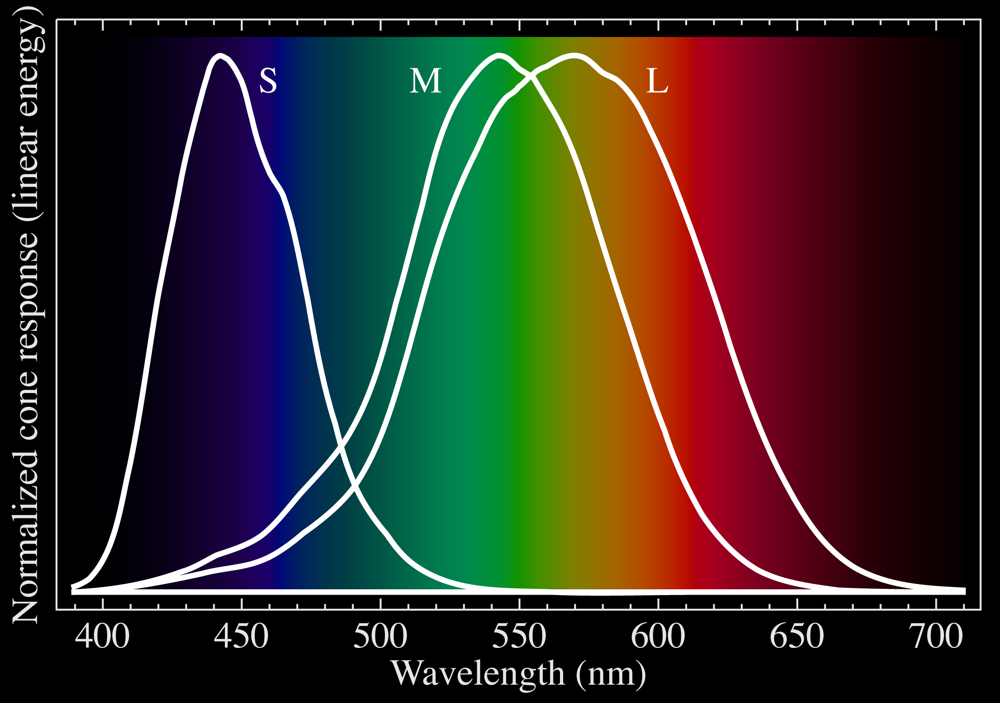 Normalized cone response (linear energy)
S M L
400 450 500 550 600 650 700
Wavelength (nm)